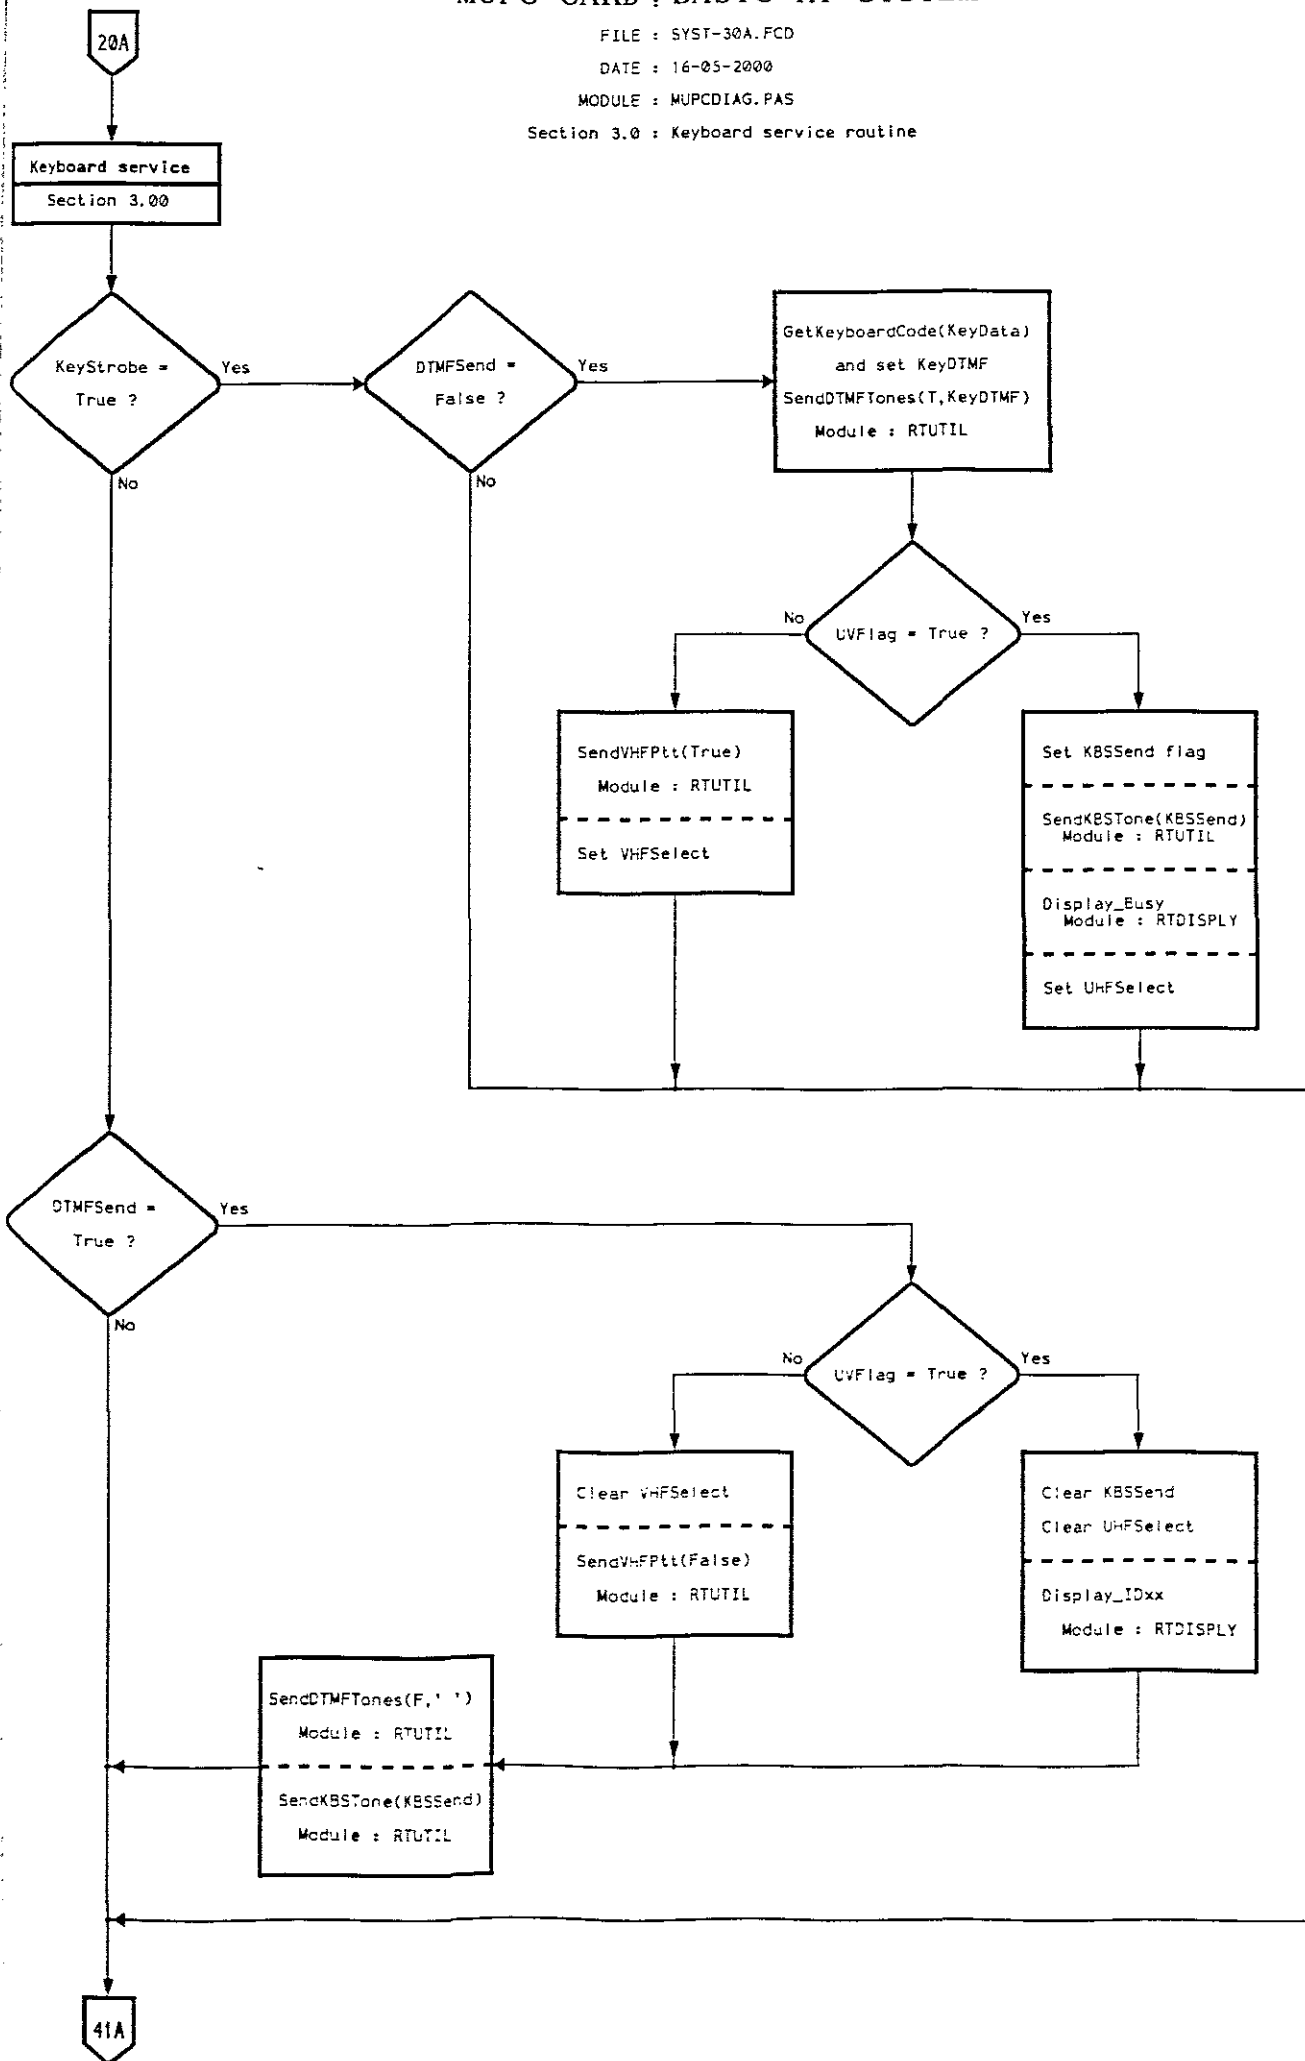 20A
FILE : SYST-30A.FCD
DATE : 16-05-2000
MODULE : MUPCDIAG.PAS
Section 3.0 : Keyboard service routine
Keyboard service
Section 3.00
KeyStrobe =
True ?
Yes
No
DTMFSend =
False ?
Yes
No
GetKeyboardCode(KeyData)
and set KeyDTMF
SendDTMFTones(T,KeyDTMF)
Module : RTUTIL
UVFlag = True ?
No
Yes
SendVHFPtt(True)
Module : RTUTIL
Set VHFSelect
Set KBSSend flag
SendKBSTone(KBSSend)
Module : RTUTIL
Display_Busy
Module : RTDISPLY
Set UHFSelect
DTMFSend =
True ?
Yes
No
UVFlag = True ?
No
Yes
Clear VHFSelect
SendVHFPtt(False)
Module : RTUTIL
Clear KBSSend
Clear UHFSelect
Display_IDxx
Module : RTDISPLY
SendDTMFTones(F,' ')
Module : RTUTIL
SendKBSTone(KBSSend)
Module : RTUTIL
41A